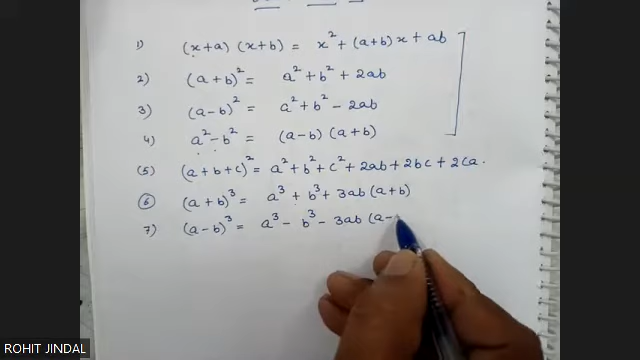 1) (x+a) (x+b) = x² + (a+b) x + ab
2) (a+b)² = a² + b² + 2ab
3) (a-b)² = a² + b² - 2ab
4) a² - b² = (a-b) (a+b)
(5) (a+b+c)² = a² + b² + c² + 2ab + 2bc + 2ca.
6 (a+b)³ = a³ + b³ + 3ab (a+b)
7) (a-b)³ = a³ - b³ - 3ab (a-
ROHIT JINDAL